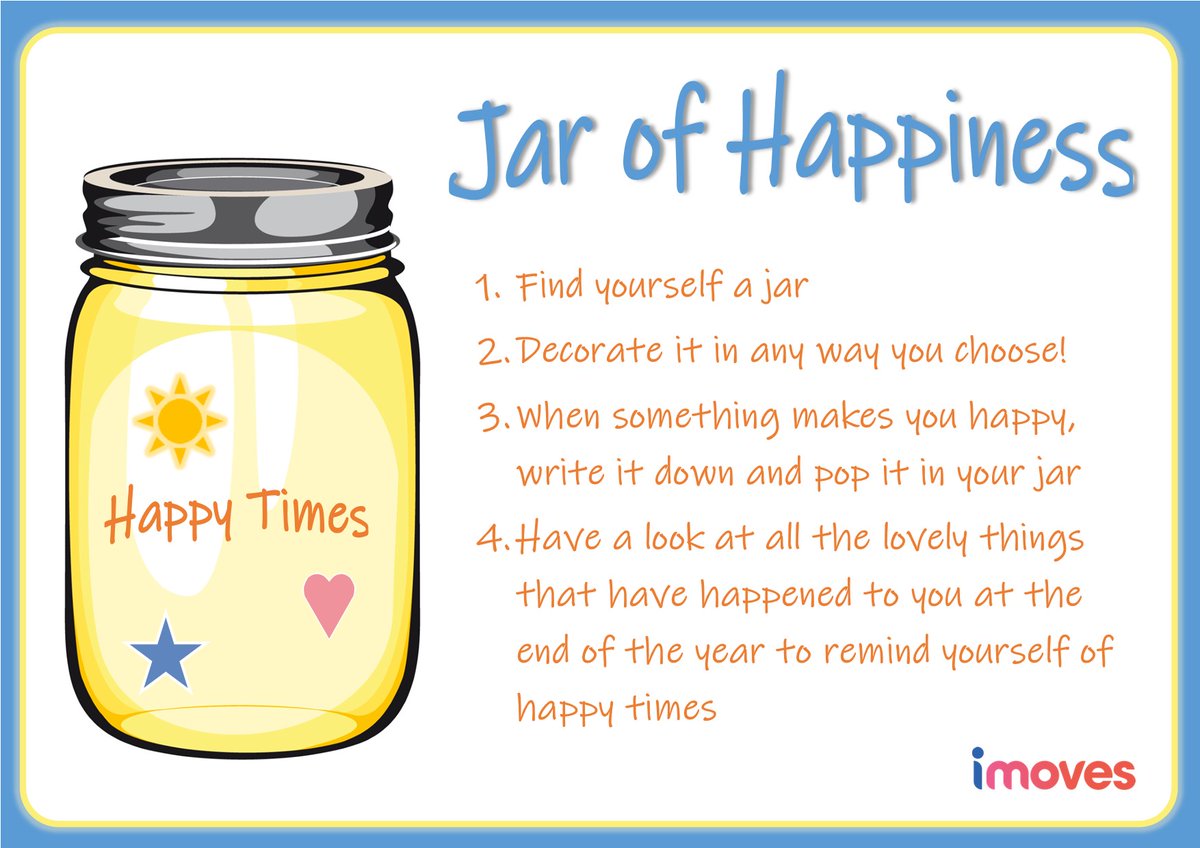 Jar of Happiness
1. Find yourself a jar
2. Decorate it in any way you choose!
3. When something makes you happy,
write it down and pop it in your jar
4. Have a look at all the lovely things
that have happened to you at the
end of the year to remind yourself of
happy times
Happy Times
imoves